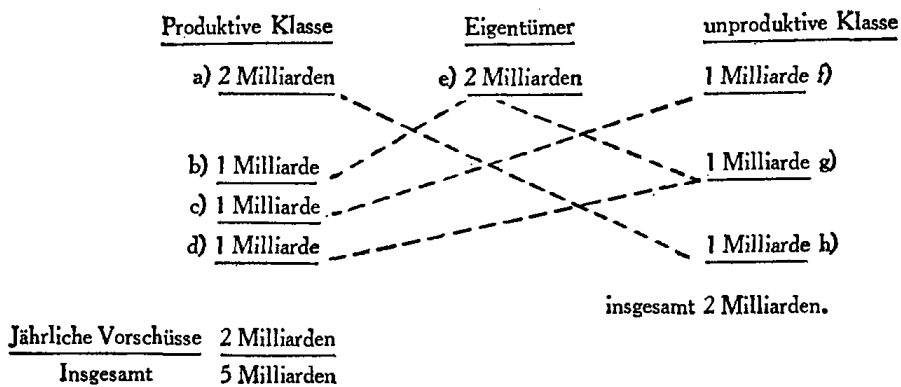 Produktive Klasse Eigentümer unproduktive Klasse
a) 2 Milliarden e) 2 Milliarden 1 Milliarde f)
b) 1 Milliarde 1 Milliarde g)
c) 1 Milliarde
d) 1 Milliarde 1 Milliarde h)
insgesamt 2 Milliarden.
Jährliche Vorschüsse 2 Milliarden
Insgesamt 5 Milliarden